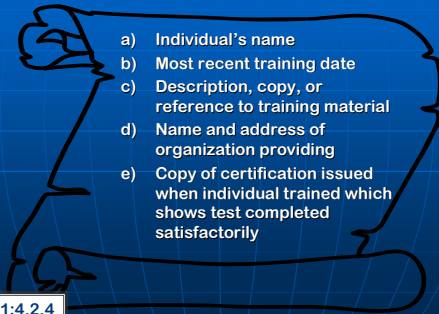 a) Individual's name
b) Most recent training date
c) Description, copy, or
reference to training material
d) Name and address of
organization providing
e) Copy of certification issued
when individual trained which
shows test completed
satisfactorily
1:4.2.4